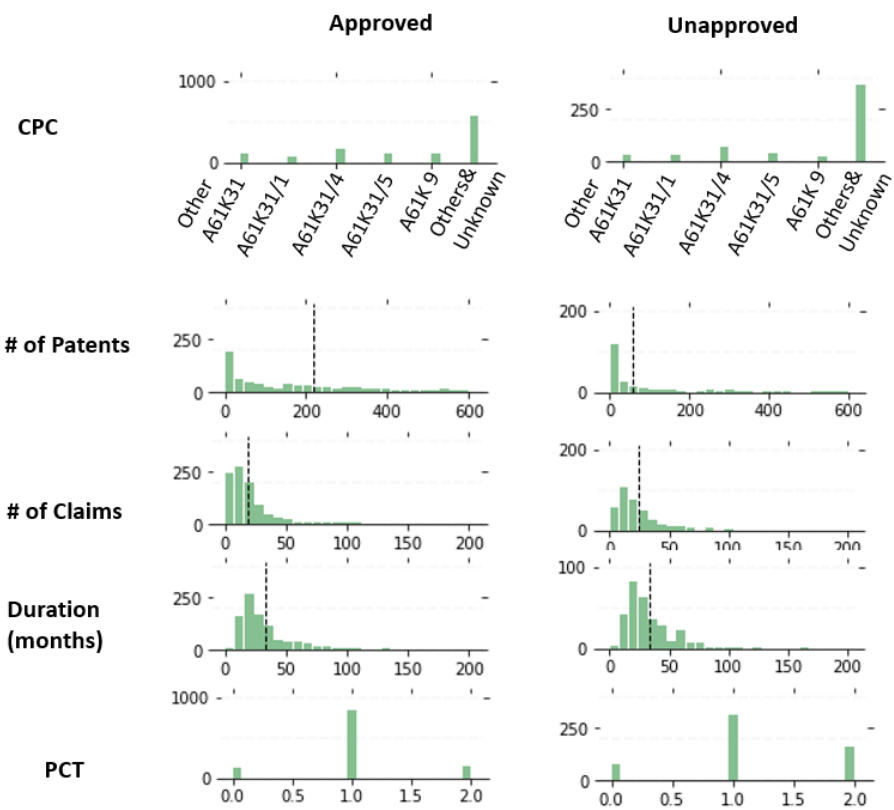 Approved
Unapproved
CPC
1000
0
Other
A61K31
A61K31/1
A61K31/4
A61K31/5
A61K 9
Others&
Unknown
250
0
Other
A61K31
A61K31/1
A61K31/4
A61K31/5
A61K 9
Others&
Unknown
# of Patents
250
0
0 200 400 600
200
0
0 200 400 600
# of Claims
250
0
0 50 100 150 200
200
0
0 50 100 150 200
Duration
(months)
250
0
0 50 100 150 200
100
0
0 50 100 150 200
PCT
1000
0
0.0 0.5 1.0 1.5 2.0
250
0
0.0 0.5 1.0 1.5 2.0